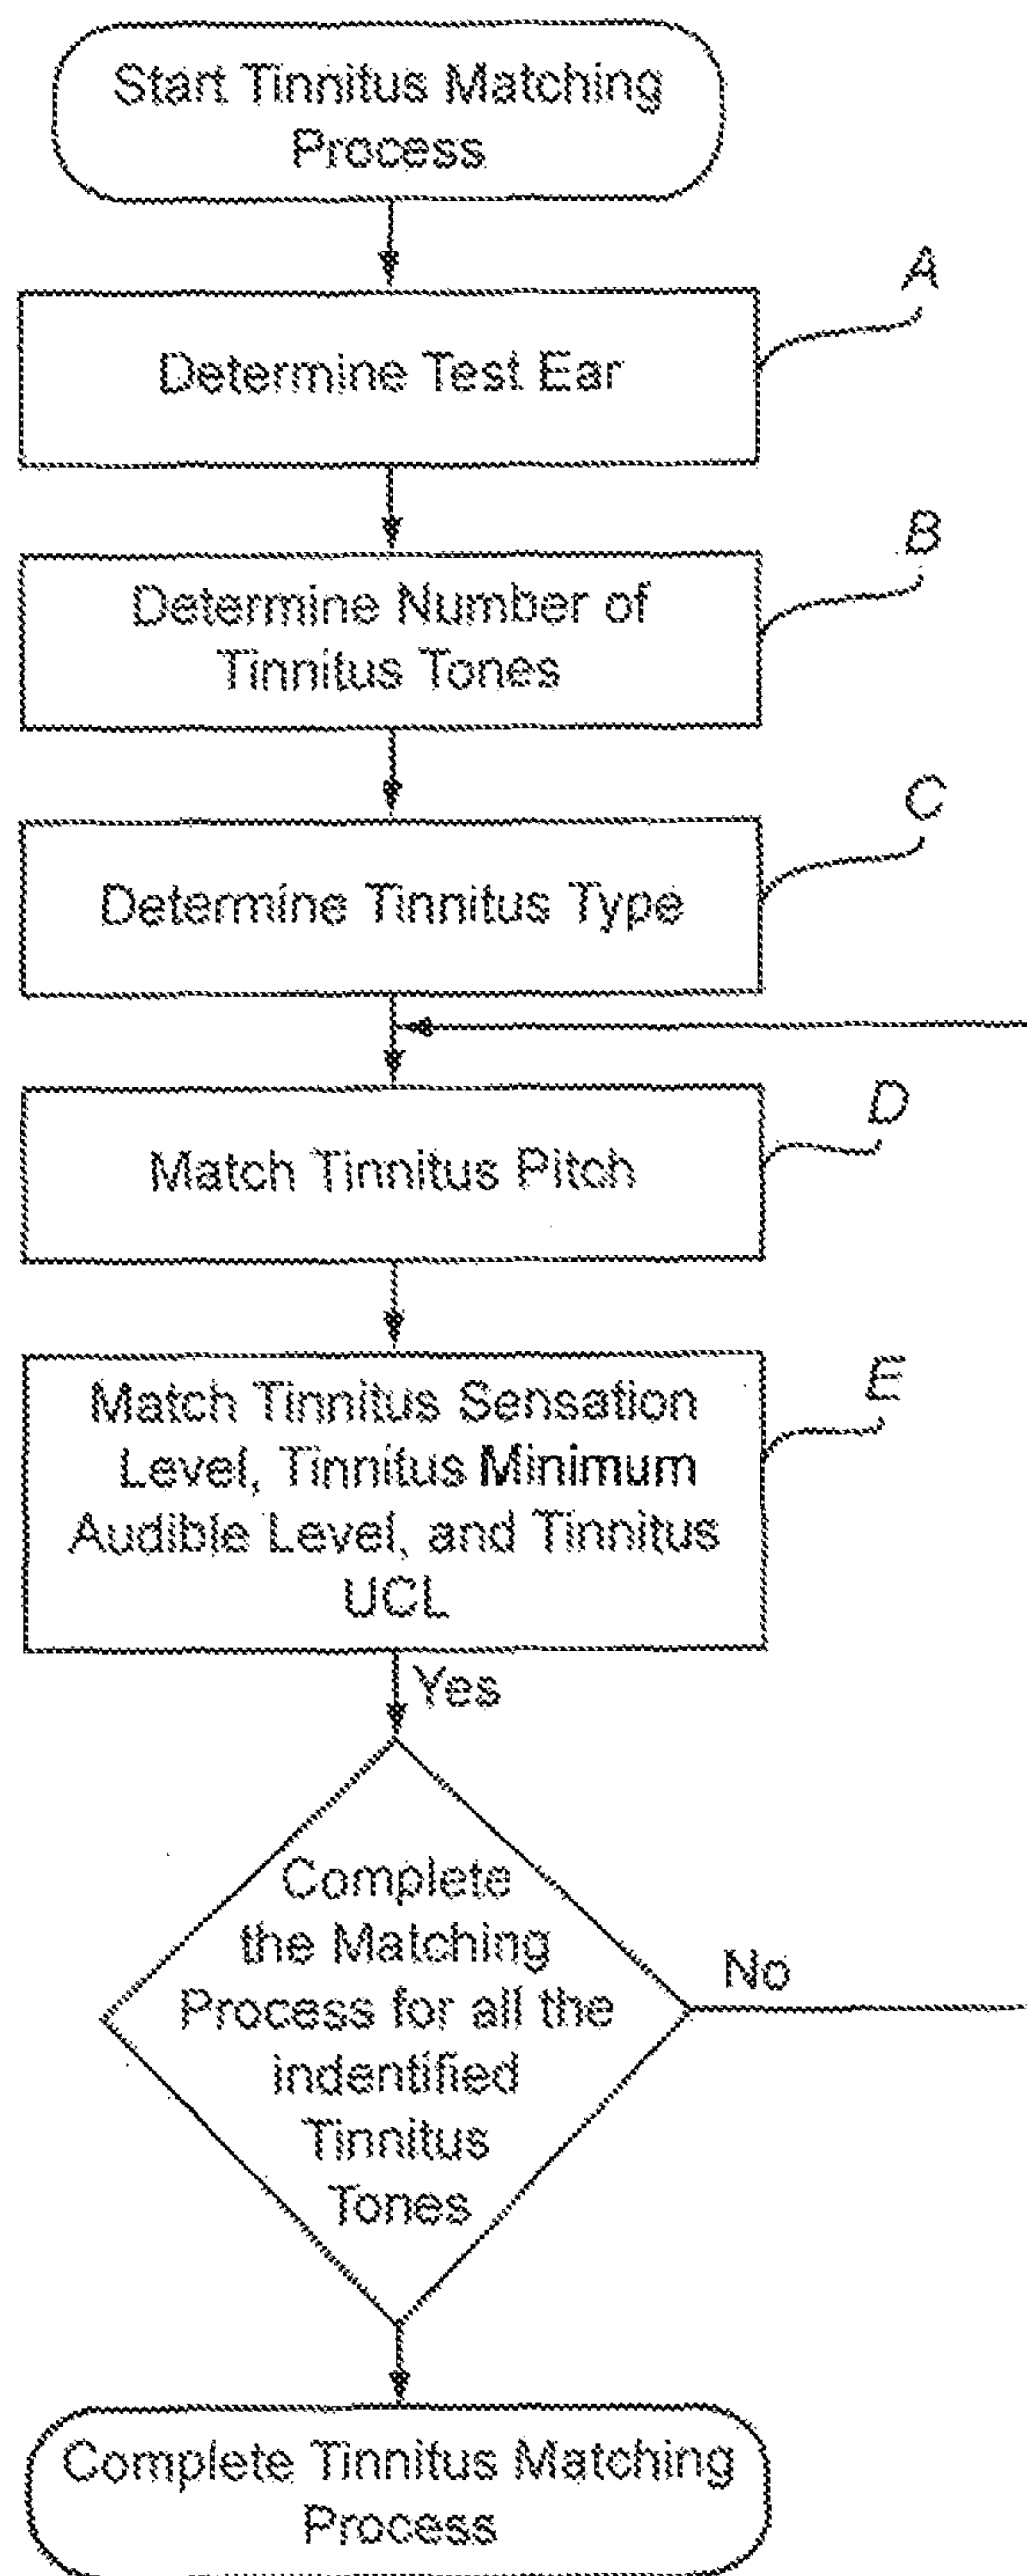 Start Tinnitus Matching
Process
A
Determine Test Ear
B
Determine Number of
Tinnitus Tones
C
Determine Tinnitus Type
D
Match Tinnitus Pitch
E
Match Tinnitus Sensation
Level, Tinnitus Minimum
Audible Level, and Tinnitus
UCL
Yes
Complete
the Matching
Process for all the
indentified
Tinnitus
Tones
No
Complete Tinnitus Matching
Process